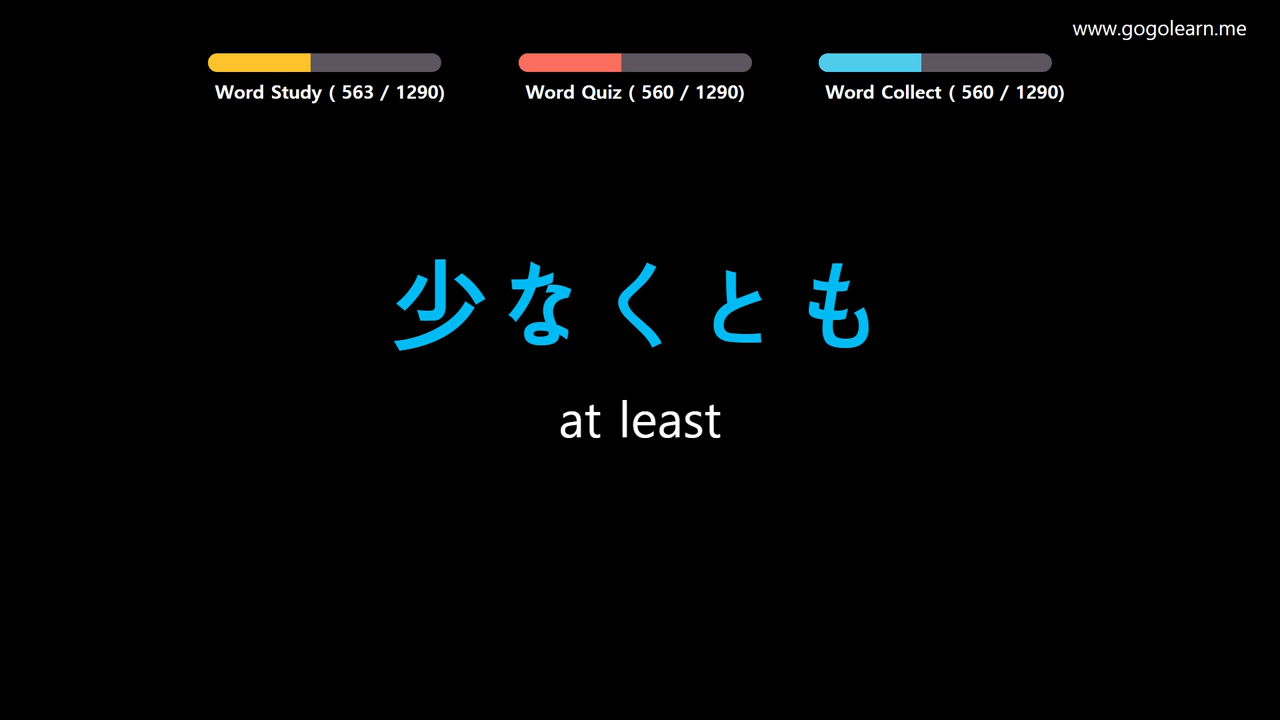 www.gogolearn.me
Word Study ( 563 / 1290)
Word Quiz ( 560 / 1290)
Word Collect ( 560 / 1290)
少なくとも
at least